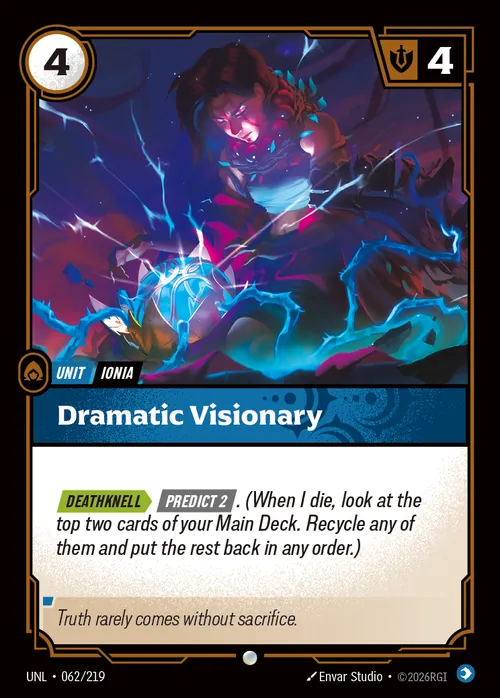 4
4
UNIT IONIA
Dramatic Visionary
DEATHKNELL PREDICT 2. (When I die, look at the
top two cards of your Main Deck. Recycle any of
them and put the rest back in any order.)
Truth rarely comes without sacrifice.
UNL • 062/219 Envar Studio • ©2026RGI